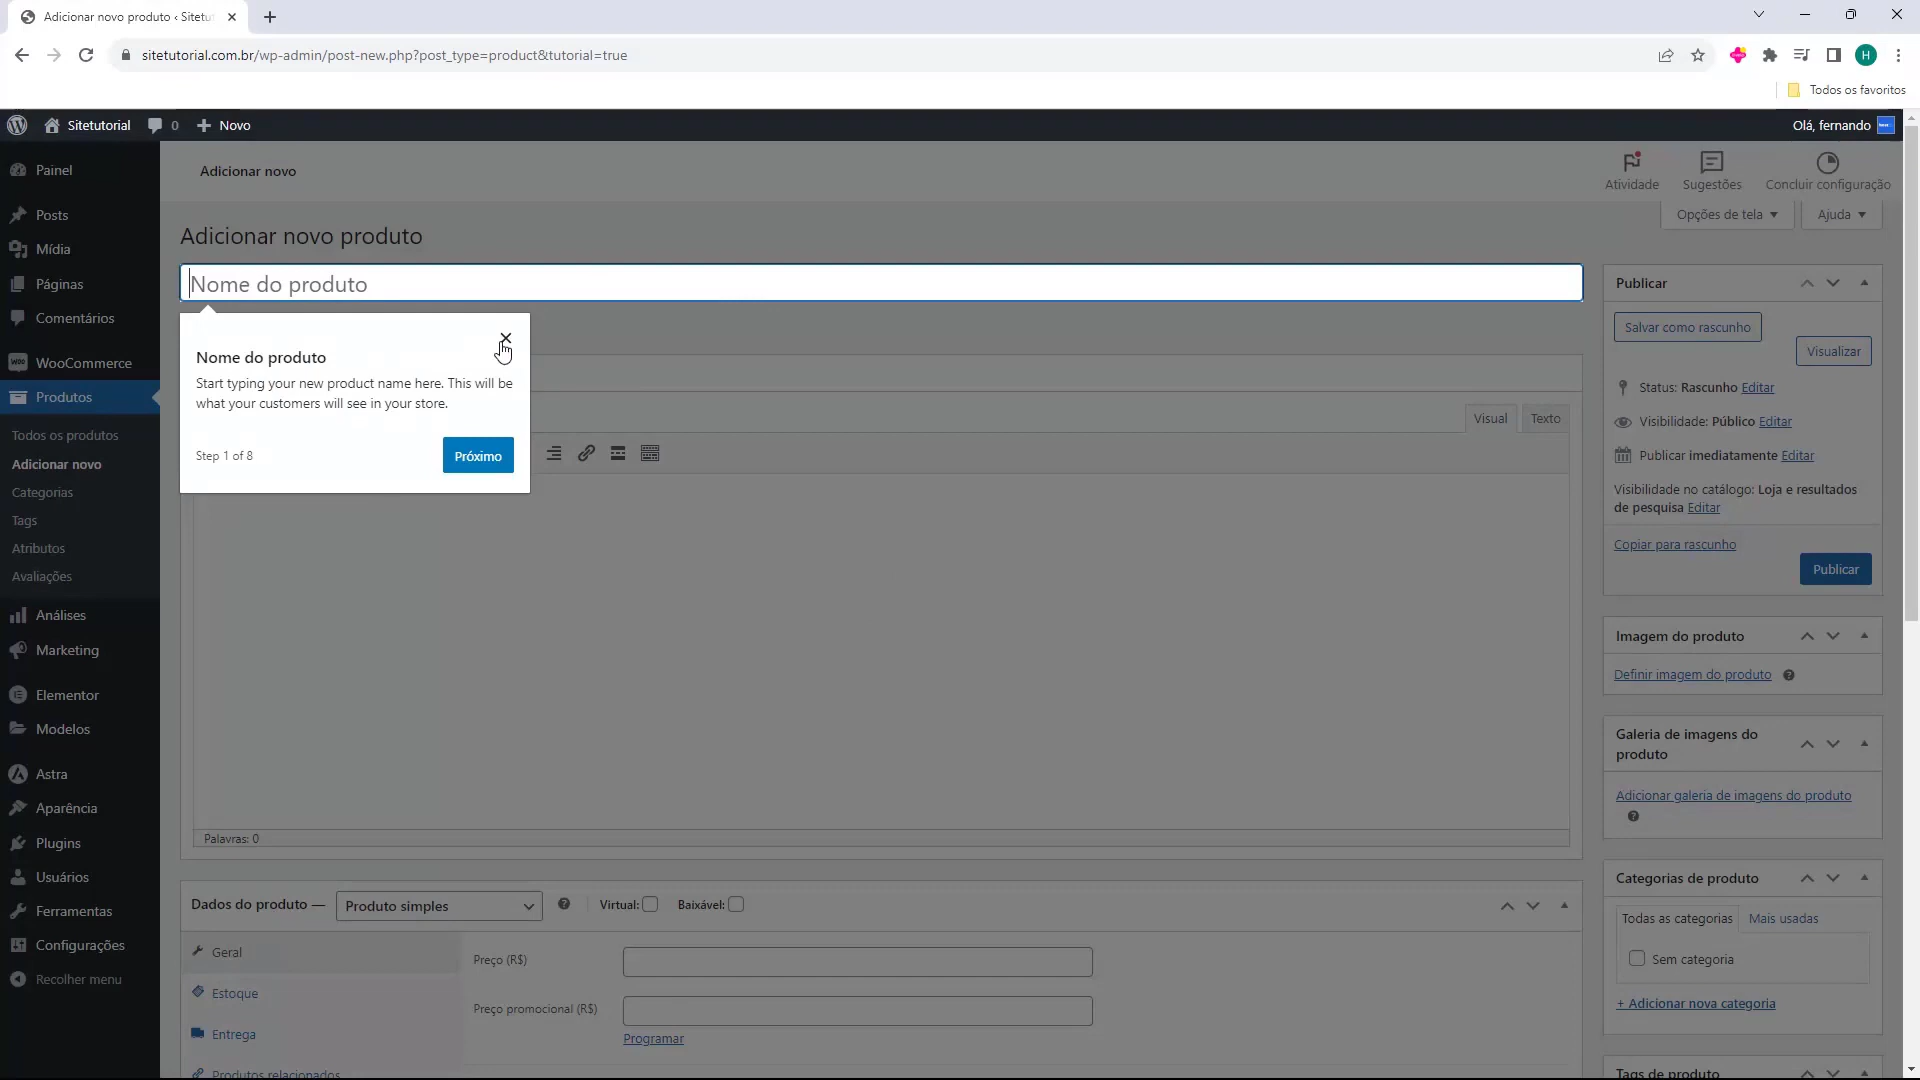 Adicionar novo produto ‹ Sitetu
sitetutorial.com.br/wp-admin/post-new.php?post_type=product&tutorial=true
H
Todos os favoritos
Sitetutorial
0
Novo
Olá, fernando
Painel
Posts
Mídia
Páginas
Comentários
WooCommerce
Produtos
Todos os produtos
Adicionar novo
Categorias
Tags
Atributos
Avaliações
Análises
Marketing
Elementor
Modelos
Astra
Aparência
Plugins
Usuários
Ferramentas
Configurações
Recolher menu
Adicionar novo
Atividade
Sugestões
Concluir configuração
Opções de tela
Ajuda
Adicionar novo produto
Nome do produto
Nome do produto
Start typing your new product name here. This will be
what your customers will see in your store.
Step 1 of 8
Próximo
Visual
Texto
Palavras: 0
Dados do produto —
Produto simples
Virtual:
Baixável:
Geral
Estoque
Entrega
Produtos relacionados
Preço (R$)
Preço promocional (R$)
Programar
Publicar
Salvar como rascunho
Visualizar
Status: Rascunho Editar
Visibilidade: Público Editar
Publicar imediatamente Editar
Visibilidade no catálogo: Loja e resultados
de pesquisa Editar
Copiar para rascunho
Publicar
Imagem do produto
Definir imagem do produto
Galeria de imagens do
produto
Adicionar galeria de imagens do produto
Categorias de produto
Todas as categorias
Mais usadas
Sem categoria
+ Adicionar nova categoria
Tags de produto